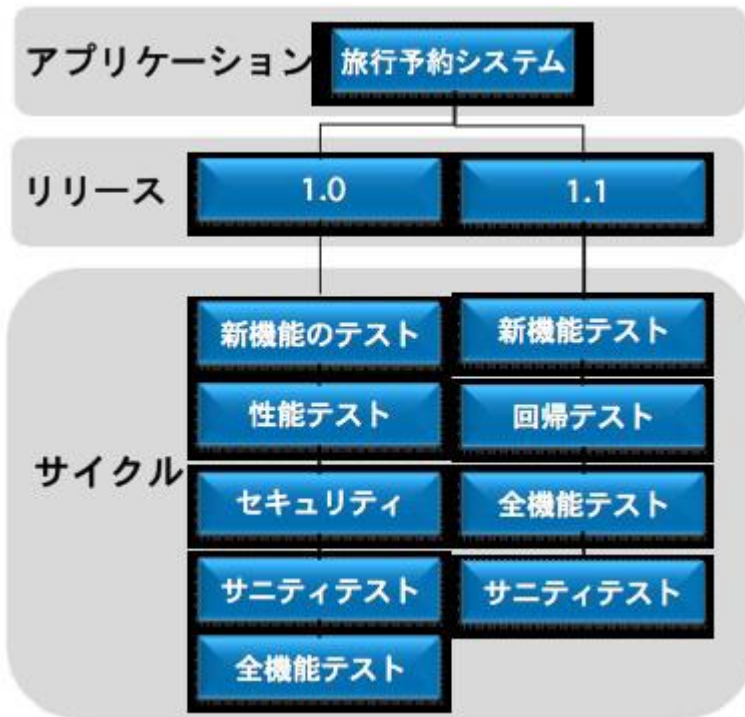 アプリケーション
旅行予約システム
リリース
1.0
1.1
サイクル
新機能のテスト
性能テスト
セキュリティ
サニティテスト
全機能テスト
新機能テスト
回帰テスト
全機能テスト
サニティテスト